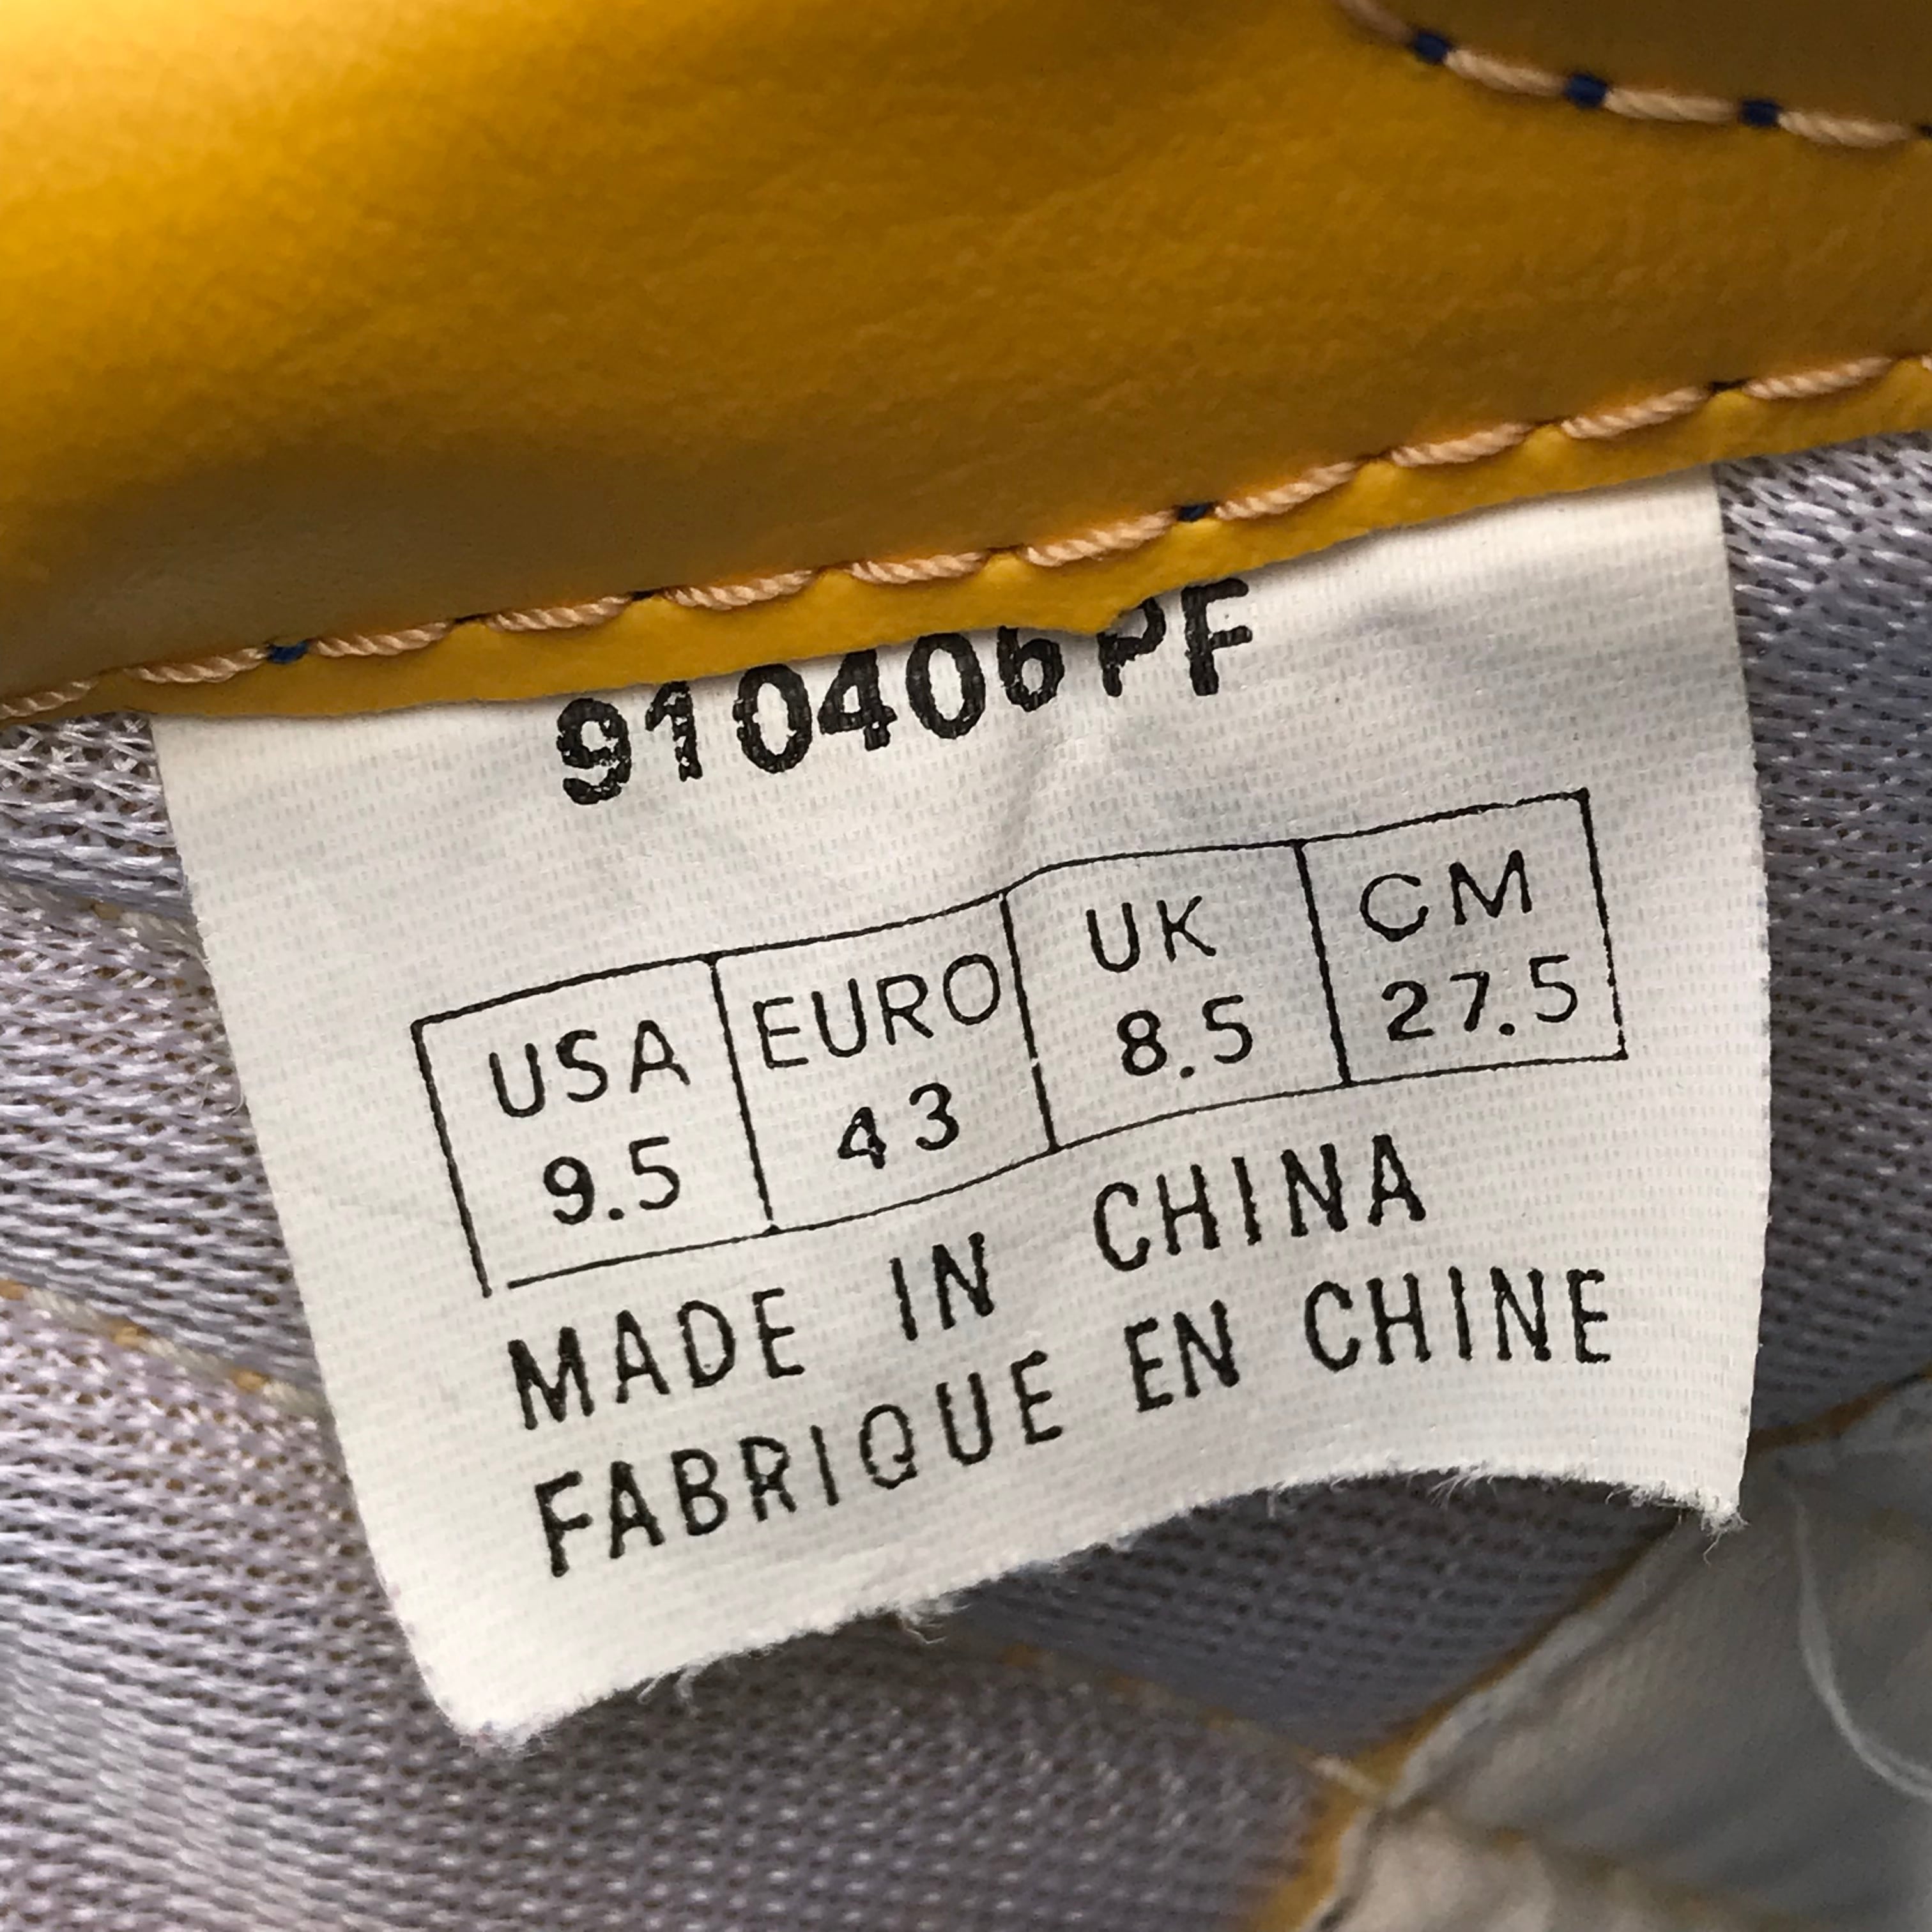 910406PF
USA EURO UK CM
9.5 43 8.5 27.5
MADE IN CHINA
FABRIQUE EN CHINE